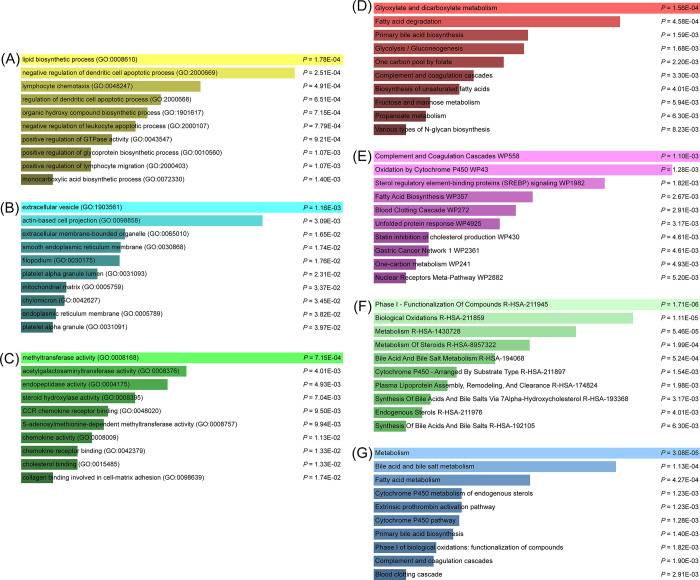 (A)
lipid biosynthetic process (GO:0008610) P = 1.78E-04
negative regulation of dendritic cell apoptotic process (GO:2000669) P = 2.51E-04
lymphocyte chemotaxis (GO:0048247) P = 4.91E-04
regulation of dendritic cell apoptotic process (GO:2000668) P = 6.51E-04
organic hydroxy compound biosynthetic process (GO:1901617) P = 7.15E-04
negative regulation of leukocyte apoptotic process (GO:2000107) P = 7.79E-04
positive regulation of GTPase activity (GO:0043547) P = 9.21E-04
positive regulation of glycoprotein biosynthetic process (GO:0010560) P = 1.07E-03
positive regulation of lymphocyte migration (GO:2000403) P = 1.07E-03
monocarboxylic acid biosynthetic process (GO:0072330) P = 1.40E-03
(B)
extracellular vesicle (GO:1903561) P = 1.16E-03
actin-based cell projection (GO:0098858) P = 3.09E-03
extracellular membrane-bounded organelle (GO:0065010) P = 1.65E-02
smooth endoplasmic reticulum membrane (GO:0030868) P = 1.74E-02
filopodium (GO:0030175) P = 1.76E-02
platelet alpha granule lumen (GO:0031093) P = 2.31E-02
mitochondrial matrix (GO:0005759) P = 3.37E-02
chylomicron (GO:0042627) P = 3.45E-02
endoplasmic reticulum membrane (GO:0005789) P = 3.82E-02
platelet alpha granule (GO:0031091) P = 3.97E-02
(C)
methyltransferase activity (GO:0008168) P = 7.15E-04
acetylgalactosaminyltransferase activity (GO:0008376) P = 4.01E-03
endopeptidase activity (GO:0004175) P = 4.93E-03
steroid hydroxylase activity (GO:0008395) P = 7.04E-03
CCR chemokine receptor binding (GO:0048020) P = 9.50E-03
S-adenosylmethionine-dependent methyltransferase activity (GO:0008757) P = 9.94E-03
chemokine activity (GO:0008009) P = 1.13E-02
chemokine receptor binding (GO:0042379) P = 1.33E-02
cholesterol binding (GO:0015485) P = 1.33E-02
collagen binding involved in cell-matrix adhesion (GO:0098639) P = 1.74E-02
(D)
Glyoxylate and dicarboxylate metabolism P = 1.56E-04
Fatty acid degradation P = 4.58E-04
Primary bile acid biosynthesis P = 1.59E-03
Glycolysis / Gluconeogenesis P = 1.68E-03
One carbon pool by folate P = 2.20E-03
Complement and coagulation cascades P = 3.30E-03
Biosynthesis of unsaturated fatty acids P = 4.01E-03
Fructose and mannose metabolism P = 5.94E-03
Propanoate metabolism P = 6.30E-03
Various types of N-glycan biosynthesis P = 8.23E-03
(E)
Complement and Coagulation Cascades WP558 P = 1.10E-03
Oxidation by Cytochrome P450 WP43 P = 1.28E-03
Sterol regulatory element-binding proteins (SREBP) signaling WP1982 P = 1.82E-03
Fatty Acid Biosynthesis WP357 P = 2.67E-03
Blood Clotting Cascade WP272 P = 2.91E-03
Unfolded protein response WP4925 P = 3.17E-03
Statin inhibition of cholesterol production WP430 P = 4.61E-03
Gastric Cancer Network 1 WP2361 P = 4.61E-03
One-carbon metabolism WP241 P = 4.93E-03
Nuclear Receptors Meta-Pathway WP2882 P = 5.20E-03
(F)
Phase I - Functionalization Of Compounds R-HSA-211945 P = 1.71E-06
Biological Oxidations R-HSA-211859 P = 1.11E-05
Metabolism R-HSA-1430728 P = 5.46E-05
Metabolism Of Steroids R-HSA-8957322 P = 1.99E-04
Bile Acid And Bile Salt Metabolism R-HSA-194068 P = 5.24E-04
Cytochrome P450 - Arranged By Substrate Type R-HSA-211897 P = 1.54E-03
Plasma Lipoprotein Assembly, Remodeling, And Clearance R-HSA-174824 P = 1.98E-03
Synthesis Of Bile Acids And Bile Salts Via 7Alpha-Hydroxycholesterol R-HSA-193368 P = 3.17E-03
Endogenous Sterols R-HSA-211976 P = 4.01E-03
Synthesis Of Bile Acids And Bile Salts R-HSA-192105 P = 6.30E-03
(G)
Metabolism P = 3.08E-05
Bile acid and bile salt metabolism P = 1.13E-04
Fatty acid metabolism P = 4.27E-04
Cytochrome P450 metabolism of endogenous sterols P = 1.23E-03
Extrinsic prothrombin activation pathway P = 1.23E-03
Cytochrome P450 pathway P = 1.28E-03
Primary bile acid biosynthesis P = 1.40E-03
Phase I of biological oxidations: functionalization of compounds P = 1.82E-03
Complement and coagulation cascades P = 1.90E-03
Blood clotting cascade P = 2.91E-03